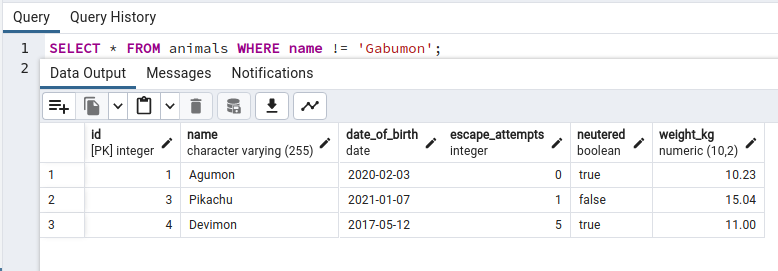 Query Query History
1 SELECT * FROM animals WHERE name != 'Gabumon';
2
Data Output Messages Notifications
id name date_of_birth escape_attempts neutered weight_kg
[PK] integer character varying (255) date integer boolean numeric (10,2)
1 1 Agumon 2020-02-03 0 true 10.23
2 3 Pikachu 2021-01-07 1 false 15.04
3 4 Devimon 2017-05-12 5 true 11.00